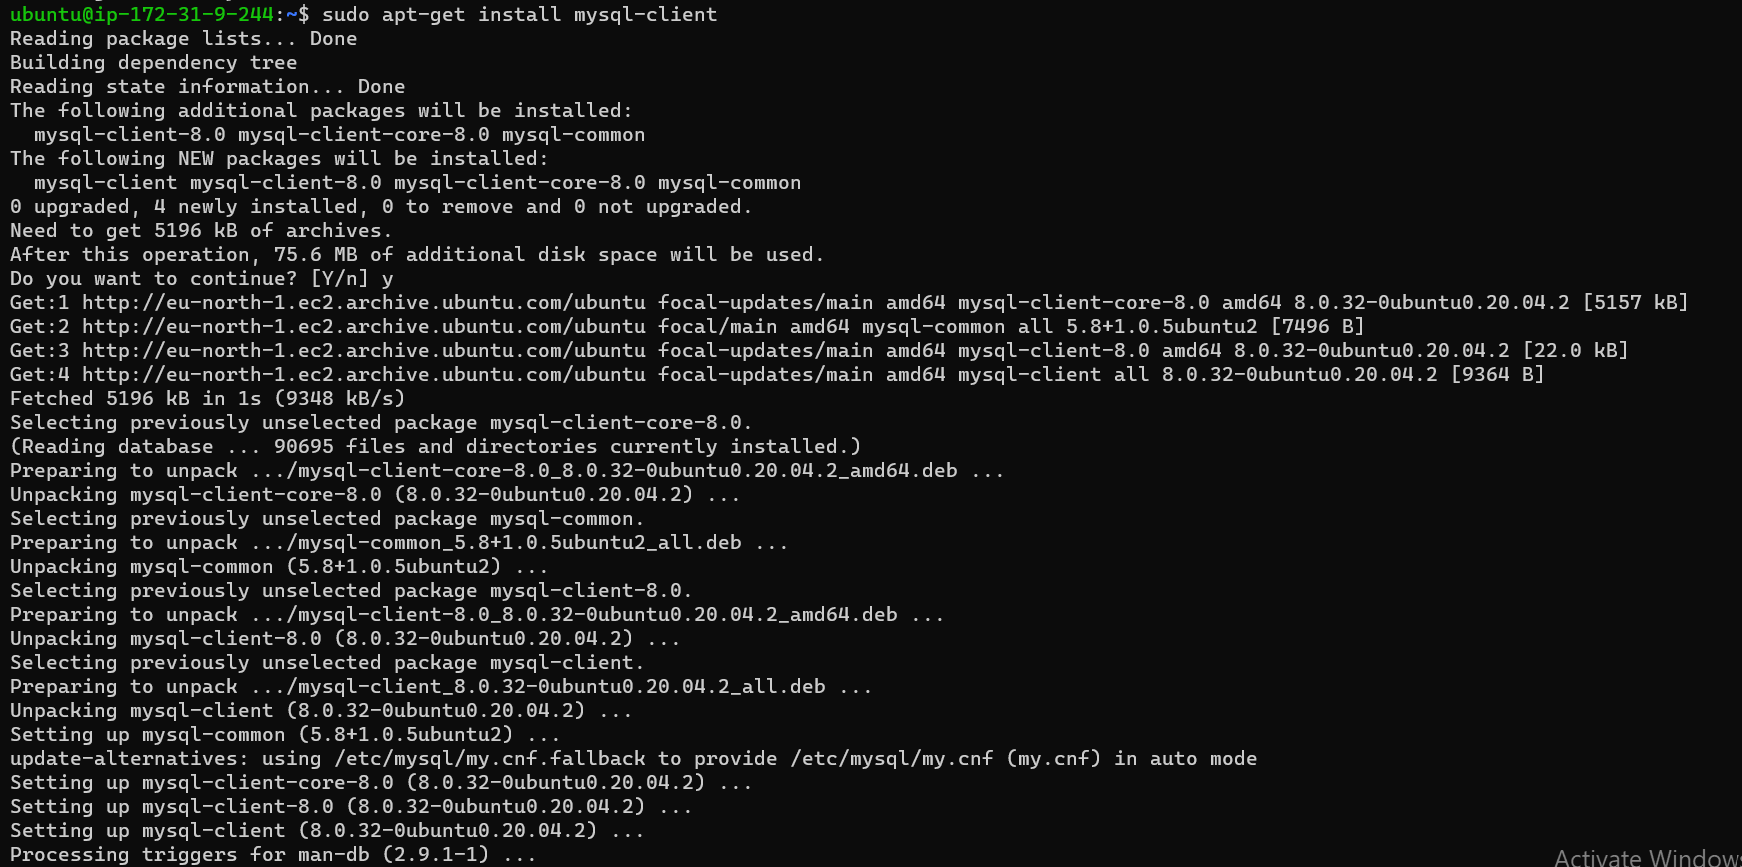 ubuntu@ip-172-31-9-244:~$ sudo apt-get install mysql-client
Reading package lists... Done
Building dependency tree
Reading state information... Done
The following additional packages will be installed:
  mysql-client-8.0 mysql-client-core-8.0 mysql-common
The following NEW packages will be installed:
  mysql-client mysql-client-8.0 mysql-client-core-8.0 mysql-common
0 upgraded, 4 newly installed, 0 to remove and 0 not upgraded.
Need to get 5196 kB of archives.
After this operation, 75.6 MB of additional disk space will be used.
Do you want to continue? [Y/n] y
Get:1 http://eu-north-1.ec2.archive.ubuntu.com/ubuntu focal-updates/main amd64 mysql-client-core-8.0 amd64 8.0.32-0ubuntu0.20.04.2 [5157 kB]
Get:2 http://eu-north-1.ec2.archive.ubuntu.com/ubuntu focal/main amd64 mysql-common all 5.8+1.0.5ubuntu2 [7496 B]
Get:3 http://eu-north-1.ec2.archive.ubuntu.com/ubuntu focal-updates/main amd64 mysql-client-8.0 amd64 8.0.32-0ubuntu0.20.04.2 [22.0 kB]
Get:4 http://eu-north-1.ec2.archive.ubuntu.com/ubuntu focal-updates/main amd64 mysql-client all 8.0.32-0ubuntu0.20.04.2 [9364 B]
Fetched 5196 kB in 1s (9348 kB/s)
Selecting previously unselected package mysql-client-core-8.0.
(Reading database ... 90695 files and directories currently installed.)
Preparing to unpack .../mysql-client-core-8.0_8.0.32-0ubuntu0.20.04.2_amd64.deb ...
Unpacking mysql-client-core-8.0 (8.0.32-0ubuntu0.20.04.2) ...
Selecting previously unselected package mysql-common.
Preparing to unpack .../mysql-common_5.8+1.0.5ubuntu2_all.deb ...
Unpacking mysql-common (5.8+1.0.5ubuntu2) ...
Selecting previously unselected package mysql-client-8.0.
Preparing to unpack .../mysql-client-8.0_8.0.32-0ubuntu0.20.04.2_amd64.deb ...
Unpacking mysql-client-8.0 (8.0.32-0ubuntu0.20.04.2) ...
Selecting previously unselected package mysql-client.
Preparing to unpack .../mysql-client_8.0.32-0ubuntu0.20.04.2_all.deb ...
Unpacking mysql-client (8.0.32-0ubuntu0.20.04.2) ...
Setting up mysql-common (5.8+1.0.5ubuntu2) ...
update-alternatives: using /etc/mysql/my.cnf.fallback to provide /etc/mysql/my.cnf (my.cnf) in auto mode
Setting up mysql-client-core-8.0 (8.0.32-0ubuntu0.20.04.2) ...
Setting up mysql-client-8.0 (8.0.32-0ubuntu0.20.04.2) ...
Setting up mysql-client (8.0.32-0ubuntu0.20.04.2) ...
Processing triggers for man-db (2.9.1-1) ...
Activate Window